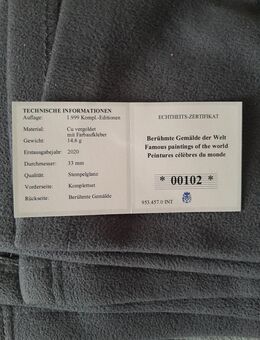 TECHNISCHE INFORMATIONEN
Auflage: 1.999 Kompl.-Editionen
Material: Cu vergoldet
mit Farbaufkleber
Gewicht: 14,6 g
Erstausgabejahr: 2020
Durchmesser: 33 mm
Qualität: Stempelglanz
Vorderseite: Komplettset
Rückseite: Berühmte Gemälde
ECHTHEITS-ZERTIFIKAT
Berühmte Gemälde der Welt
Famous paintings of the world
Peintures célèbres du monde
* 00102 *
953.457.0 INT